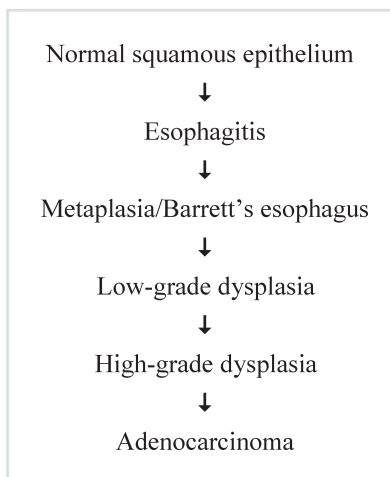 Normal squamous epithelium
↓
Esophagitis
↓
Metaplasia/Barrett’s esophagus
↓
Low-grade dysplasia
↓
High-grade dysplasia
↓
Adenocarcinoma